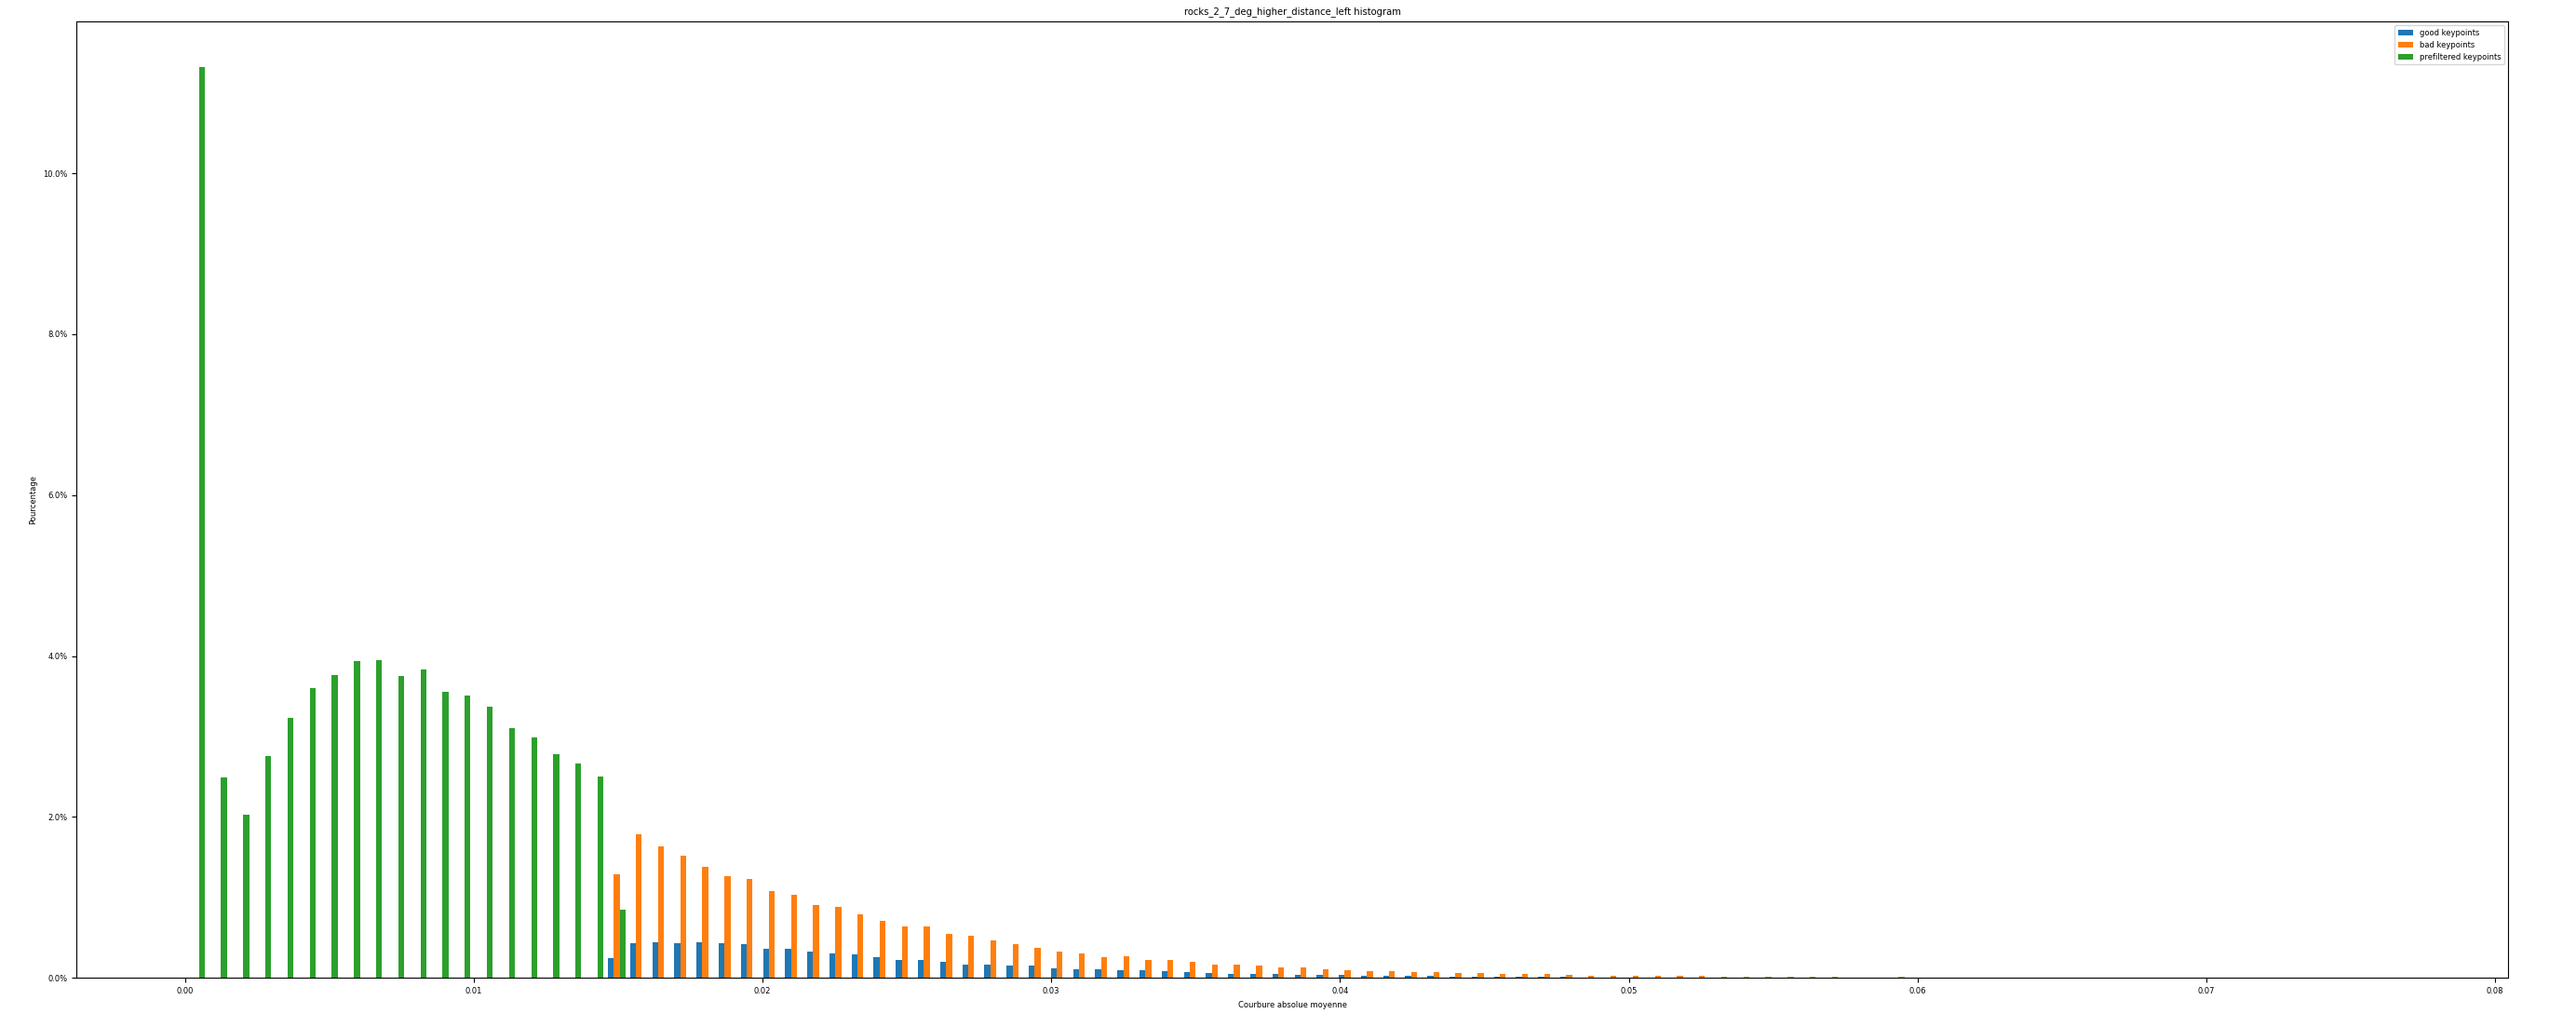 rocks_2_7_deg_higher_distance_left histogram
good keypoints
bad keypoints
prefiltered keypoints
10.0%
8.0%
6.0%
4.0%
2.0%
0.0%
Pourcentage
0.00 0.01 0.02 0.03 0.04 0.05 0.06 0.07 0.08
Courbure absolue moyenne